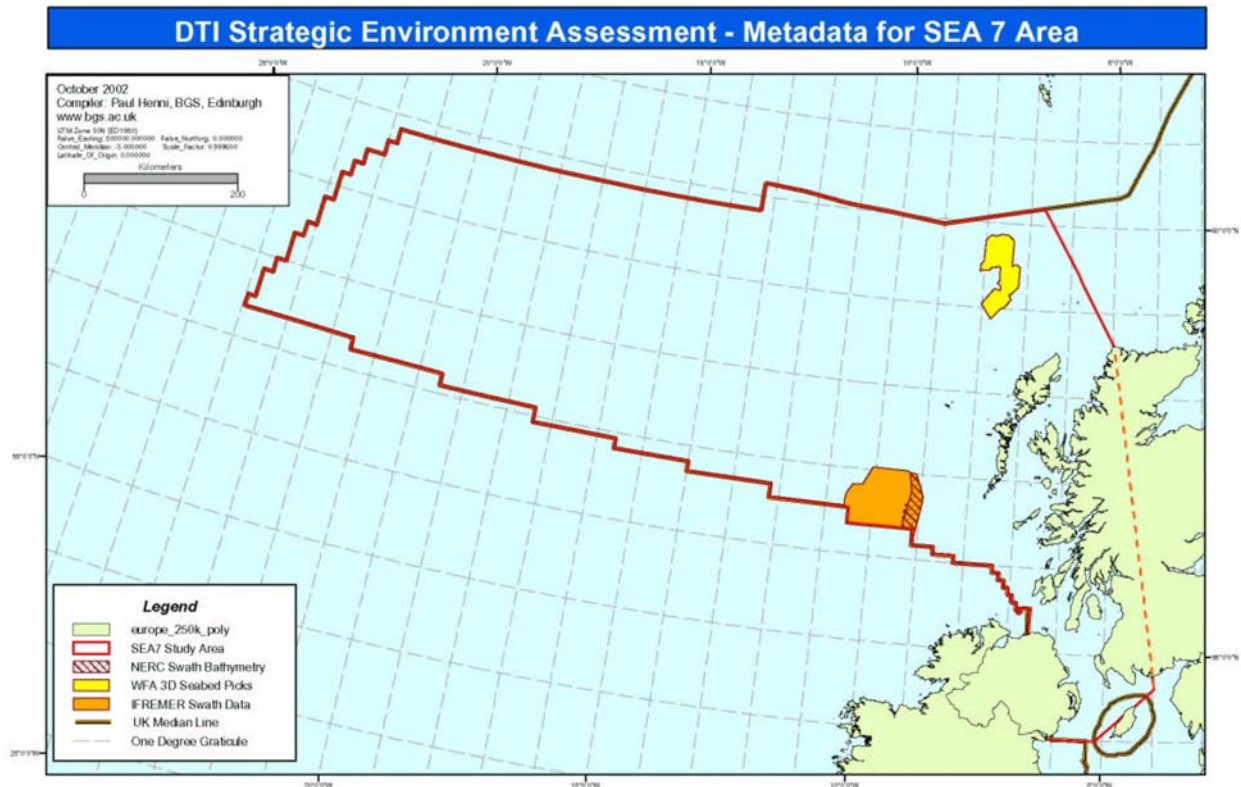 DTI Strategic Environment Assessment - Metadata for SEA 7 Area
October 2002
Compiler: Paul Henni, BGS, Edinburgh
www.bgs.ac.uk
Kilometers
0 200
Legend
europe_250k_poly
SEA7 Study Area
NERC Swath Bathymetry
WFA 3D Seabed Picks
IFREMER Swath Data
UK Median Line
One Degree Graticule